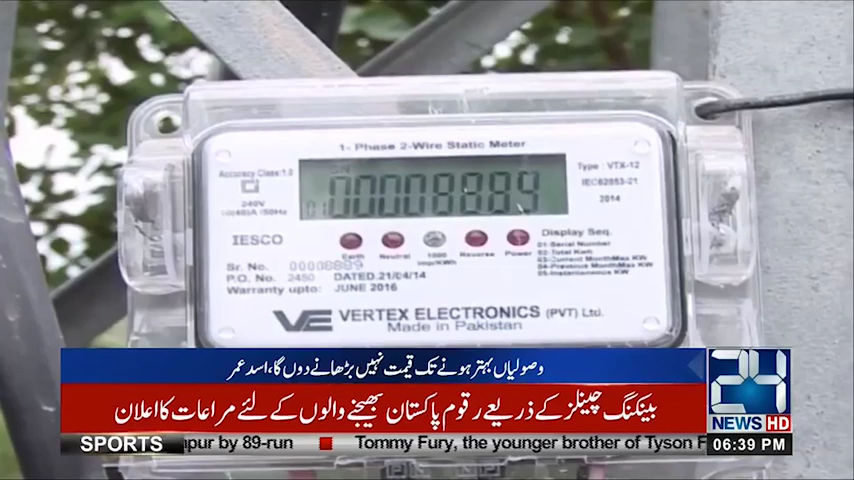 1- Phase 2-Wire Static Meter
Accuracy Class:1.0
240V
10(40)A /50Hz
SN
01 00008889
Type : VTX-12
IEC62053-21
2014
IESCO
Earth Neutral 1000 imp/KWh Reverse Power
Display Seq.
01:Serial Number
02:Total Kwh
03:Current MonthMax KW
04:Previous MonthMax KW
05:Instantaneous KW
Sr. No. 00008889
P.O. No. 2450 DATED.21/04/14
Warranty upto: JUNE 2016
VE VERTEX ELECTRONICS (PVT) Ltd.
Made in Pakistan
وصولیاں بہتر ہونے تک قیمت نہیں بڑھانے دوں گا، اسد عمر
بینکنگ چینلز کے ذریعے رقوم پاکستان بھیجنے والوں کے لئے مراعات کا اعلان
24
NEWS HD
SPORTS
npur by 89-run Tommy Fury, the younger brother of Tyson F
06:39 PM